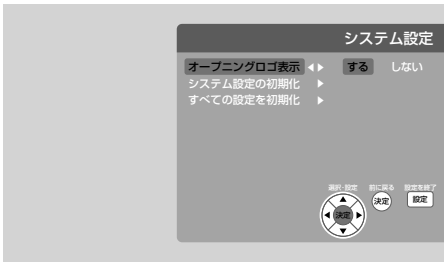 システム設定
オープニングロゴ表示 する しない
システム設定の初期化
すべての設定を初期化
選択・設定 前に戻る 設定を終了
決定 決定 設定